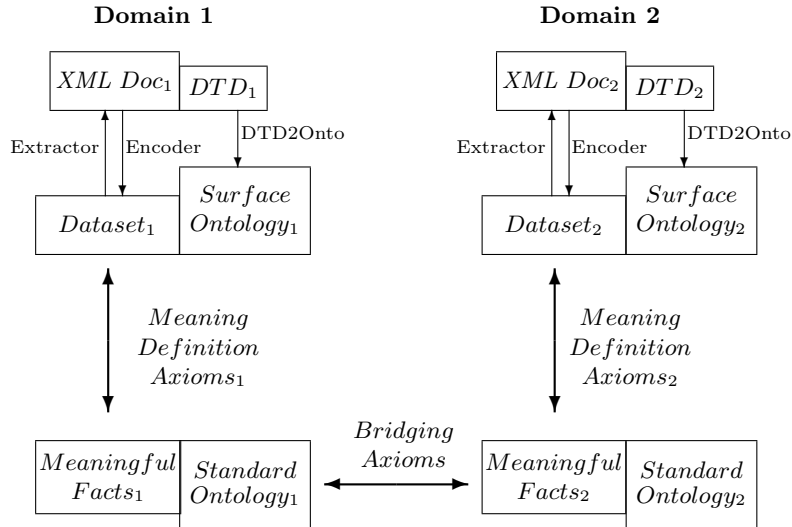 Domain 1
Domain 2
XML Doc₁
DTD₁
XML Doc₂
DTD₂
Extractor
Encoder
DTD2Onto
Extractor
Encoder
DTD2Onto
Dataset₁
Surface
Ontology₁
Dataset₂
Surface
Ontology₂
Meaning
Definition
Axioms₁
Meaning
Definition
Axioms₂
Meaningful
Facts₁
Standard
Ontology₁
Bridging
Axioms
Meaningful
Facts₂
Standard
Ontology₂